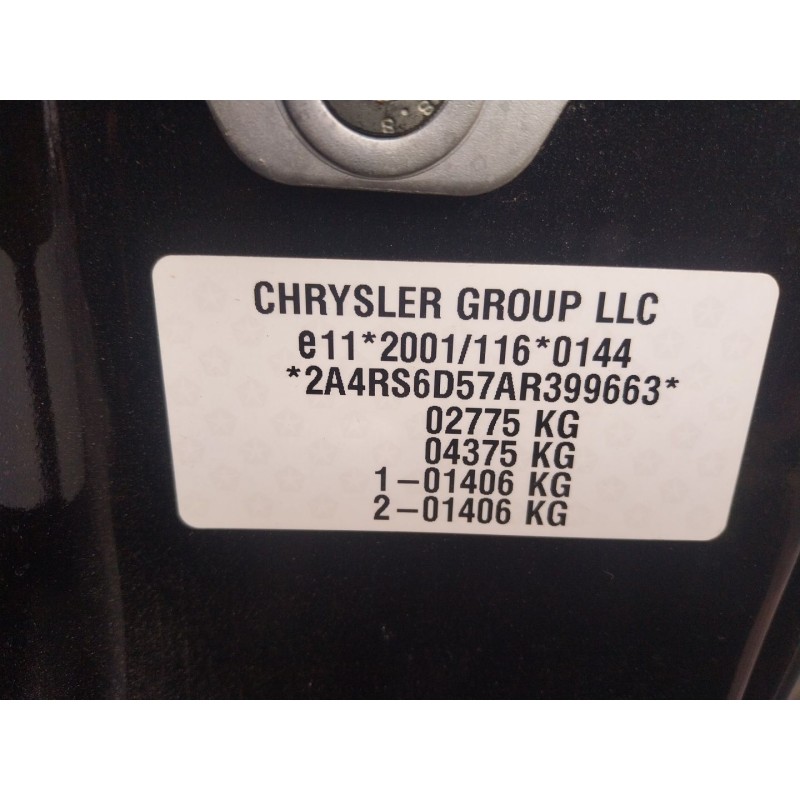 CHRYSLER GROUP LLC
e11*2001/116*0144
*2A4RS6D57AR399663*
02775 KG
04375 KG
1-01406 KG
2-01406 KG